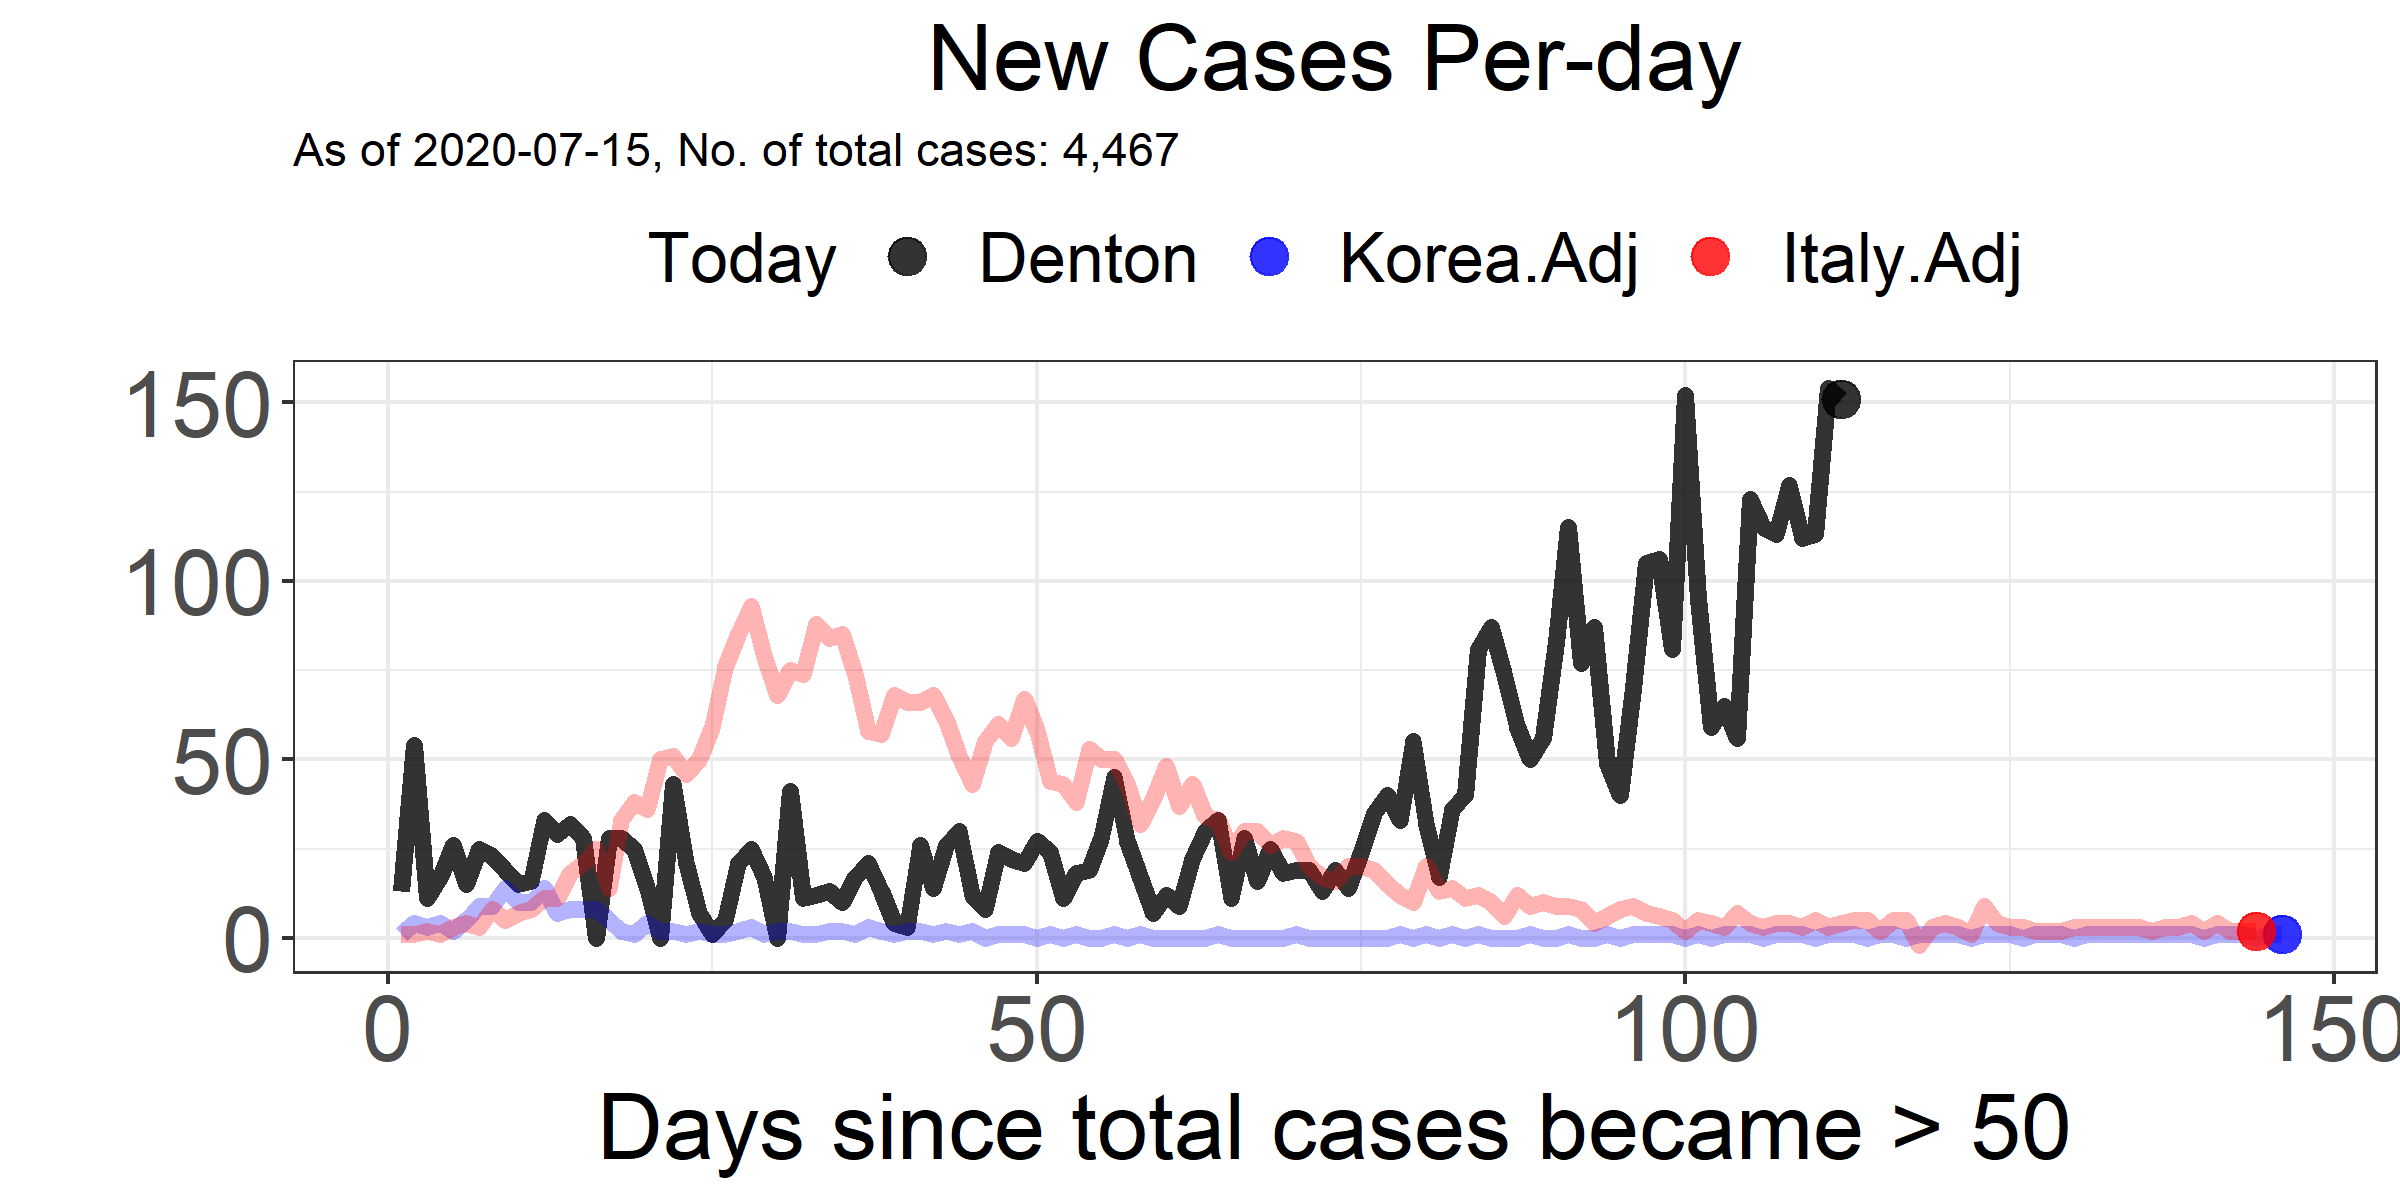 New Cases Per-day
As of 2020-07-15, No. of total cases: 4,467
Today Denton Korea.Adj Italy.Adj
150
100
50
0
0 50 100 150
Days since total cases became > 50